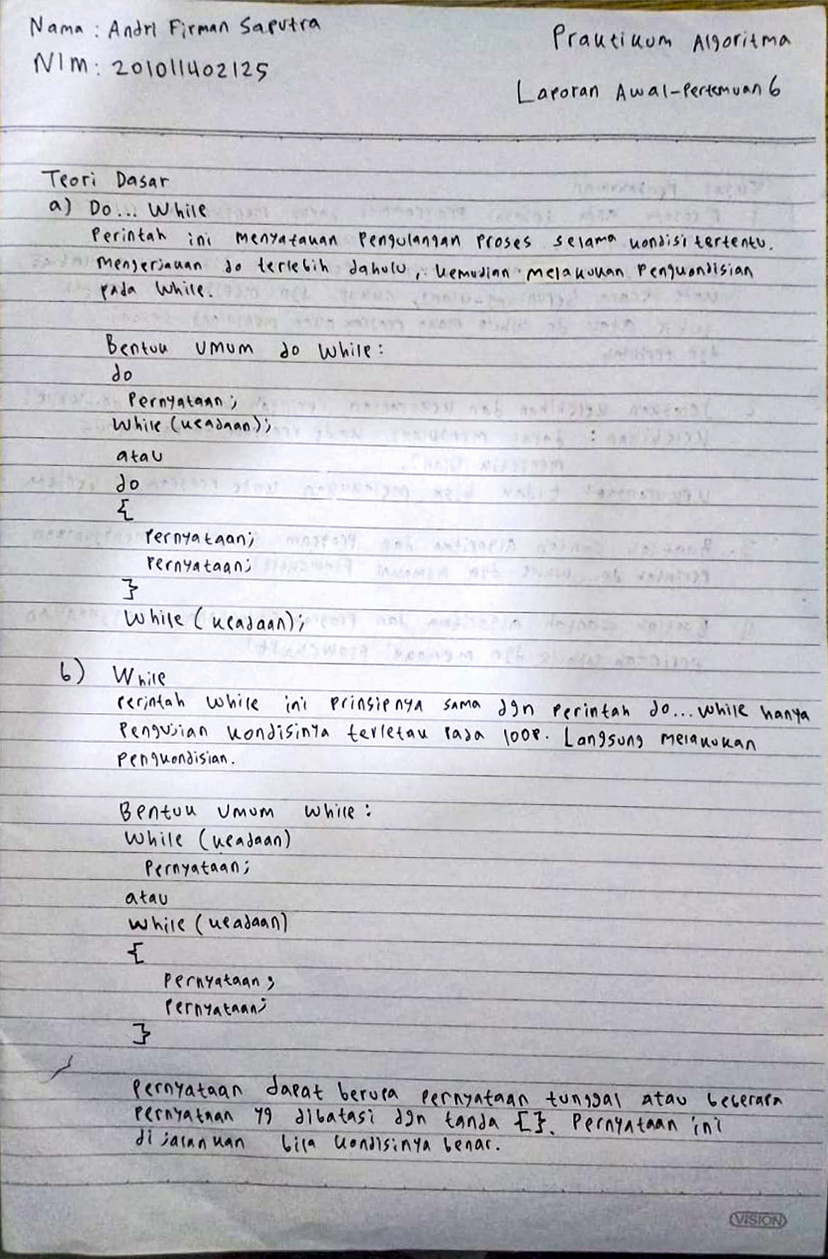 Nama : Andri Firman Saputra
NIM : 201011402125
Praktikum Algoritma
Laporan Awal-Pertemuan 6
Teori Dasar
a) Do... While
Perintah ini menyatakan Pengulangan Proses selama kondisi tertentu.
Mengerjakan do terlebih dahulu, kemudian melakukan Pengkondisian
pada While.
Bentuk Umum do While :
do
Pernyataan ;
While (keadaan);
atau
do
{
Pernyataan;
Pernyataan;
}
While (keadaan);
b) While
Perintah While ini Prinsipnya sama dgn Perintah do... While hanya
Pengujian kondisinya terletak Pada loop. Langsung Melakukan
Pengkondisian.
Bentuk Umum While :
While (keadaan)
Pernyataan;
atau
While (keadaan)
{
Pernyataan ;
Pernyataan;
}
Pernyataan dapat berupa Pernyataan tunggal atau beberapa
Pernyataan yg dibatasi dgn tanda {}. Pernyataan ini
dijalankan bila kondisinya benar.
VISION